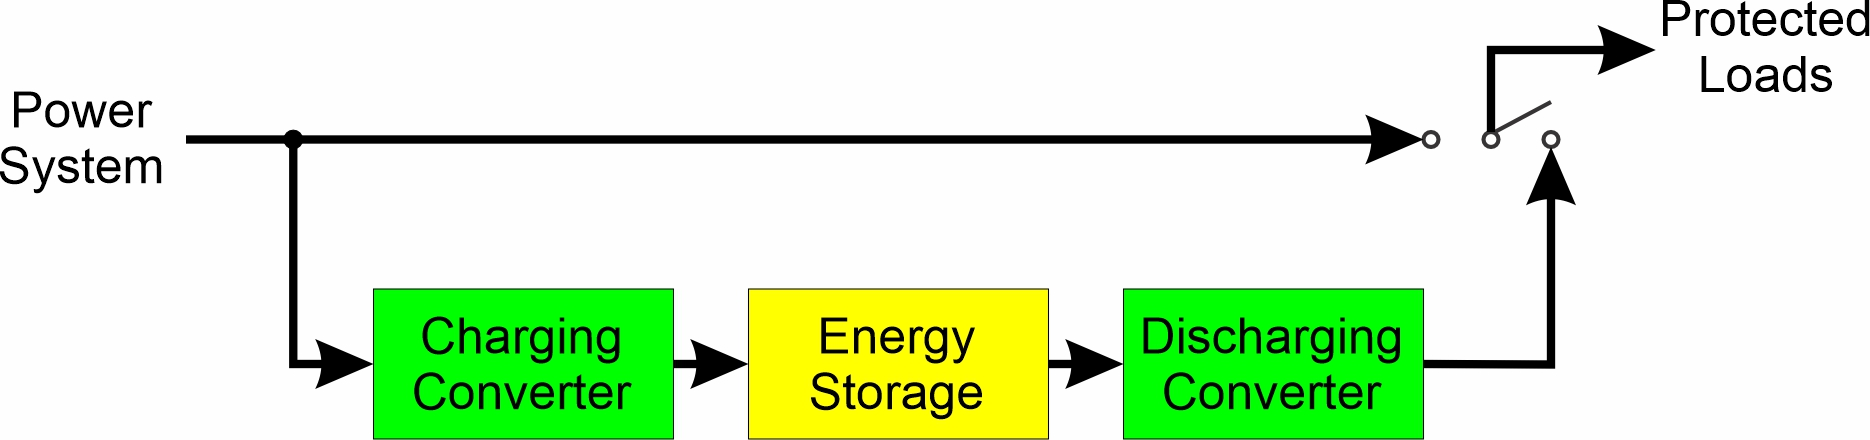 Protected
Loads
Power
System
Charging
Converter
Energy
Storage
Discharging
Converter